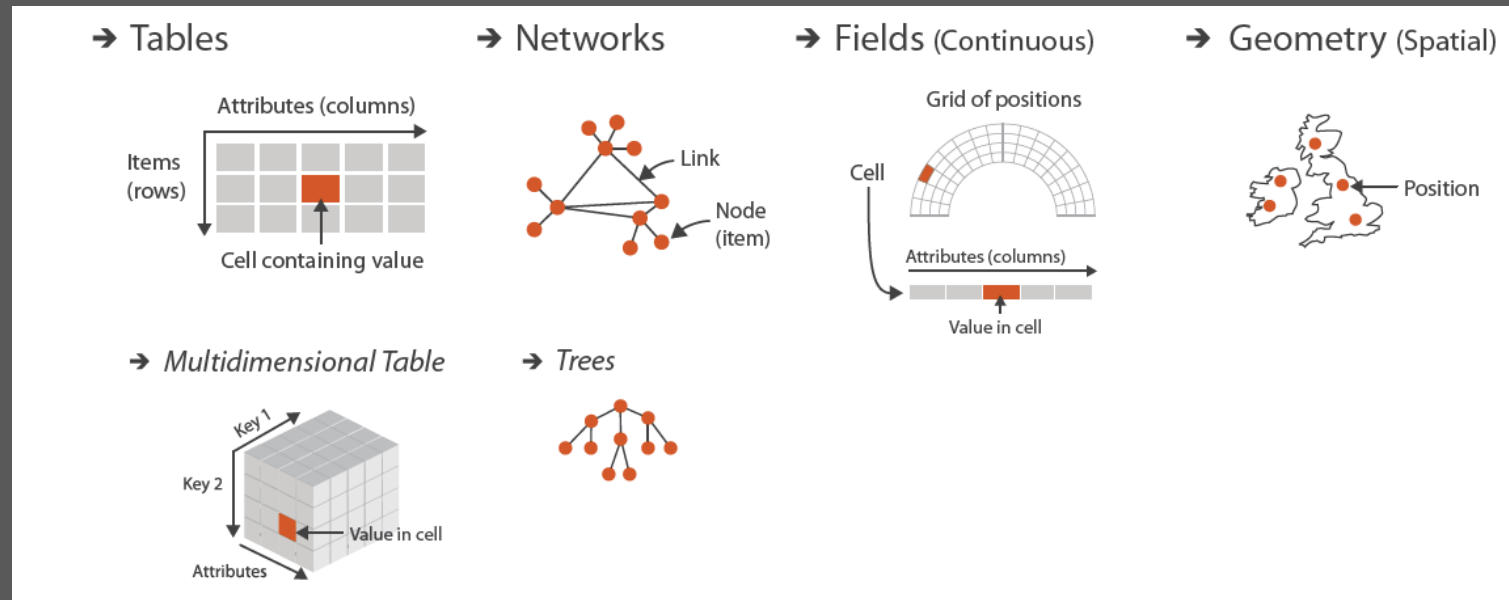 → Tables
Attributes (columns)
Items
(rows)
Cell containing value
→ Multidimensional Table
Key 1
Key 2
Value in cell
Attributes
→ Networks
Link
Node
(item)
→ Trees
→ Fields (Continuous)
Grid of positions
Cell
Attributes (columns)
Value in cell
→ Geometry (Spatial)
Position